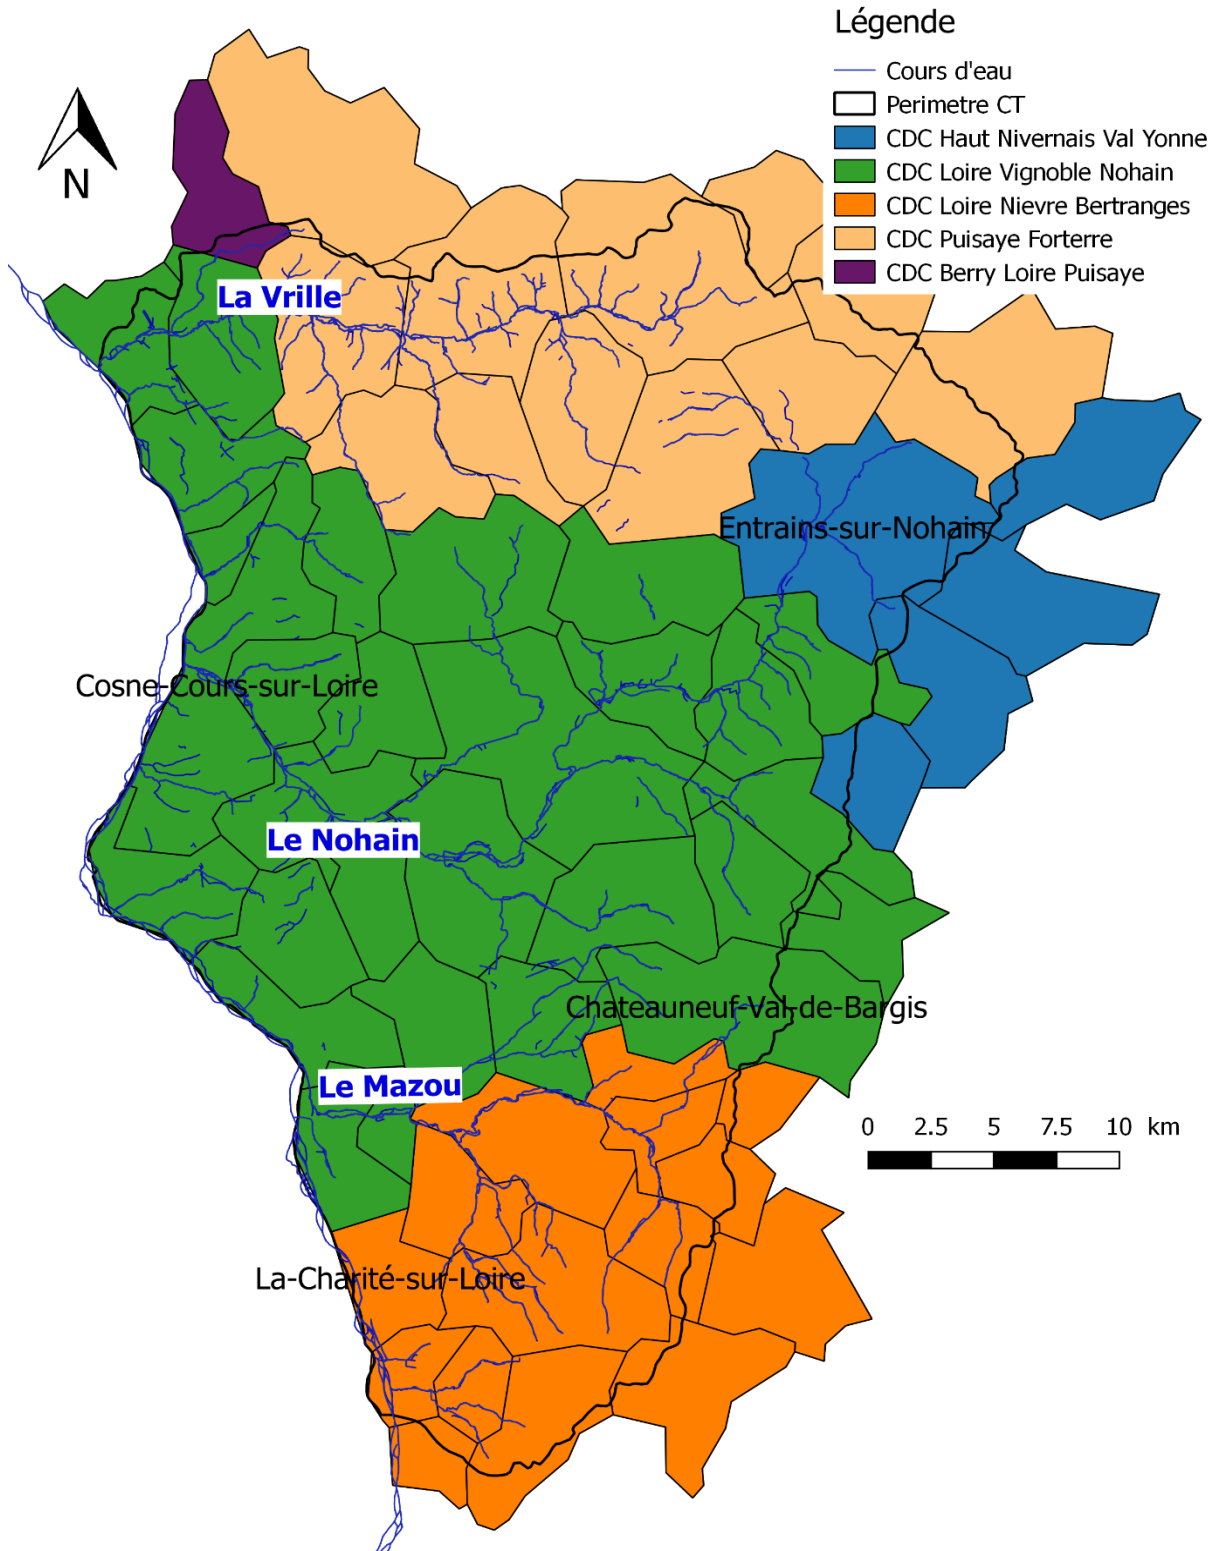 Légende
Cours d'eau
Perimetre CT
CDC Haut Nivernais Val Yonne
CDC Loire Vignoble Nohain
CDC Loire Nievre Bertranges
CDC Puisaye Forterre
CDC Berry Loire Puisaye
N
La Vrille
Entrains-sur-Nohain
Cosne-Cours-sur-Loire
Le Nohain
Chateauneuf-Val-de-Bargis
Le Mazou
0 2.5 5 7.5 10 km
La-Charité-sur-Loire